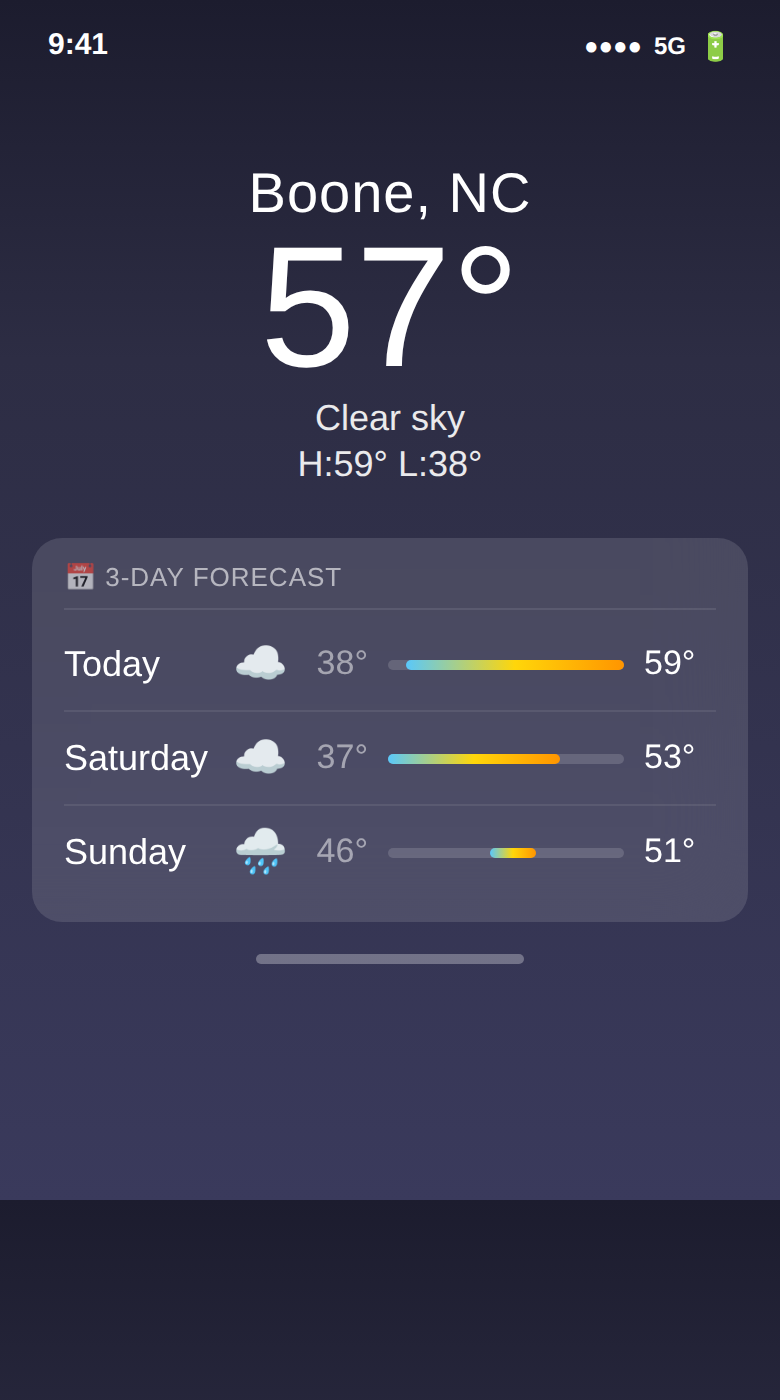 9:41 ●●●● 5G
Boone, NC
57°
Clear sky
H:59° L:38°
3-DAY FORECAST
Today 38° 59°
Saturday 37° 53°
Sunday 46° 51°